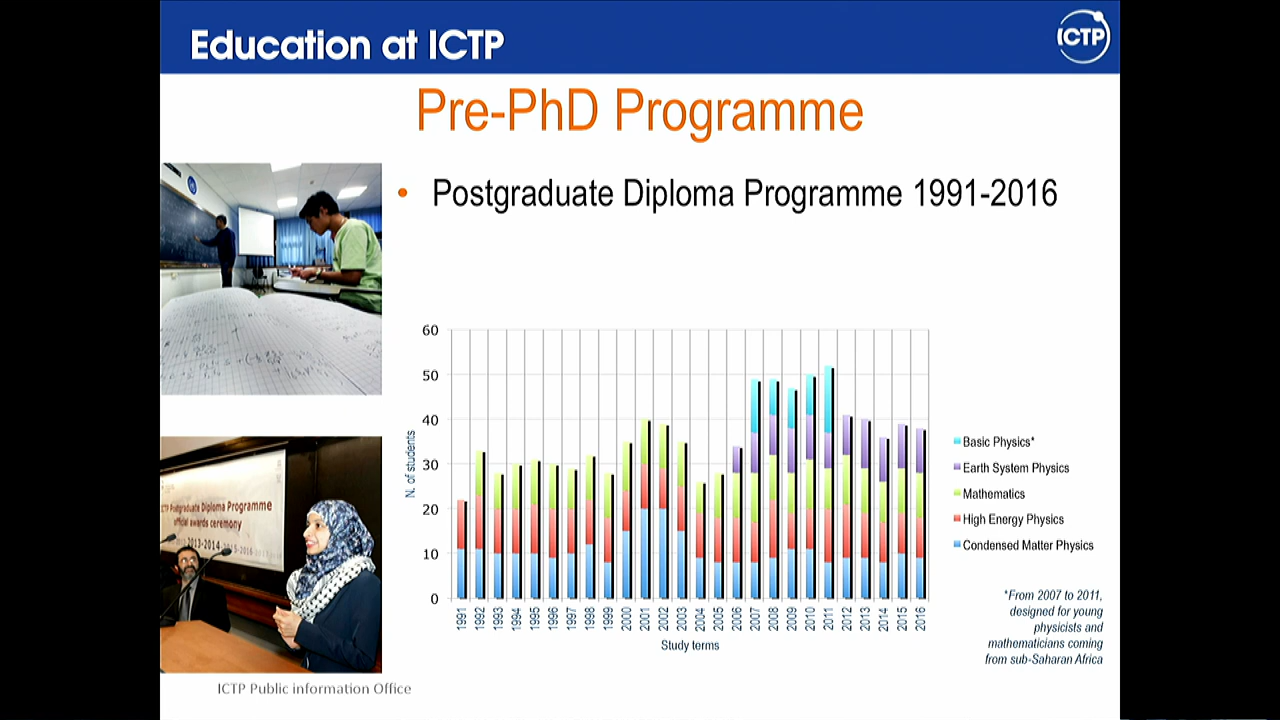 Education at ICTP
ICTP
Pre-PhD Programme
• Postgraduate Diploma Programme 1991-2016
Postgraduate Diploma Programme
official awards ceremony
2013-2014
2015-2016
60
50
40
30
20
10
0
N. of students
1991
1992
1993
1994
1995
1996
1997
1998
1999
2000
2001
2002
2003
2004
2005
2006
2007
2008
2009
2010
2011
2012
2013
2014
2015
2016
Study terms
Basic Physics*
Earth System Physics
Mathematics
High Energy Physics
Condensed Matter Physics
*From 2007 to 2011,
designed for young
physicists and
mathematicians coming
from sub-Saharan Africa
ICTP Public information Office